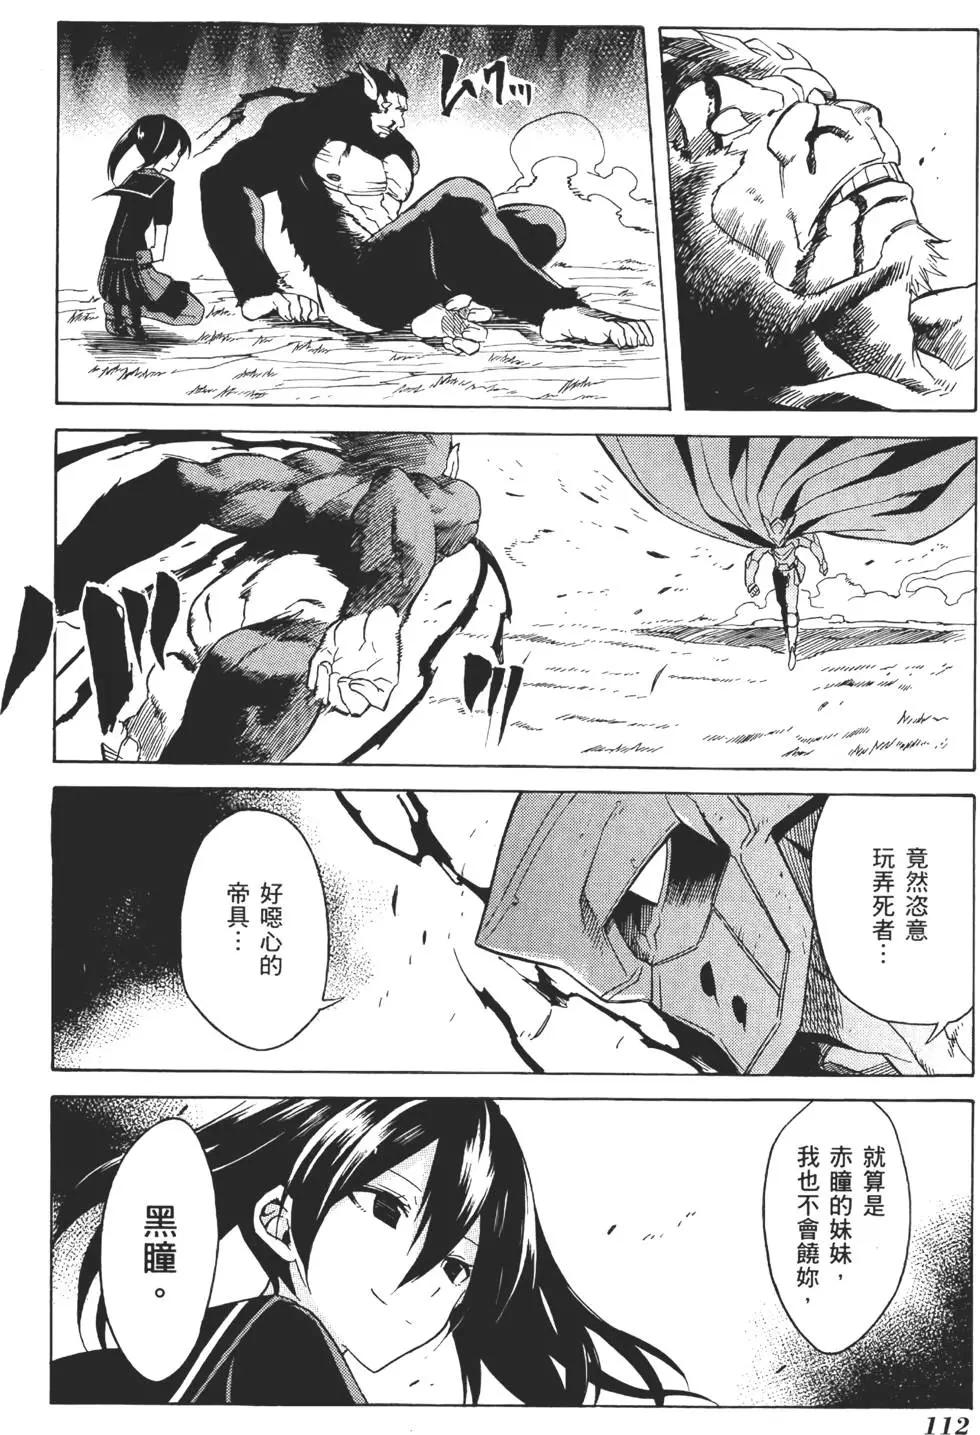 ムクッ
竟然恣意
玩弄死者…
好噁心的
帝具…
就算是
赤瞳的妹妹，
我也不會饒妳，
黑瞳。
112